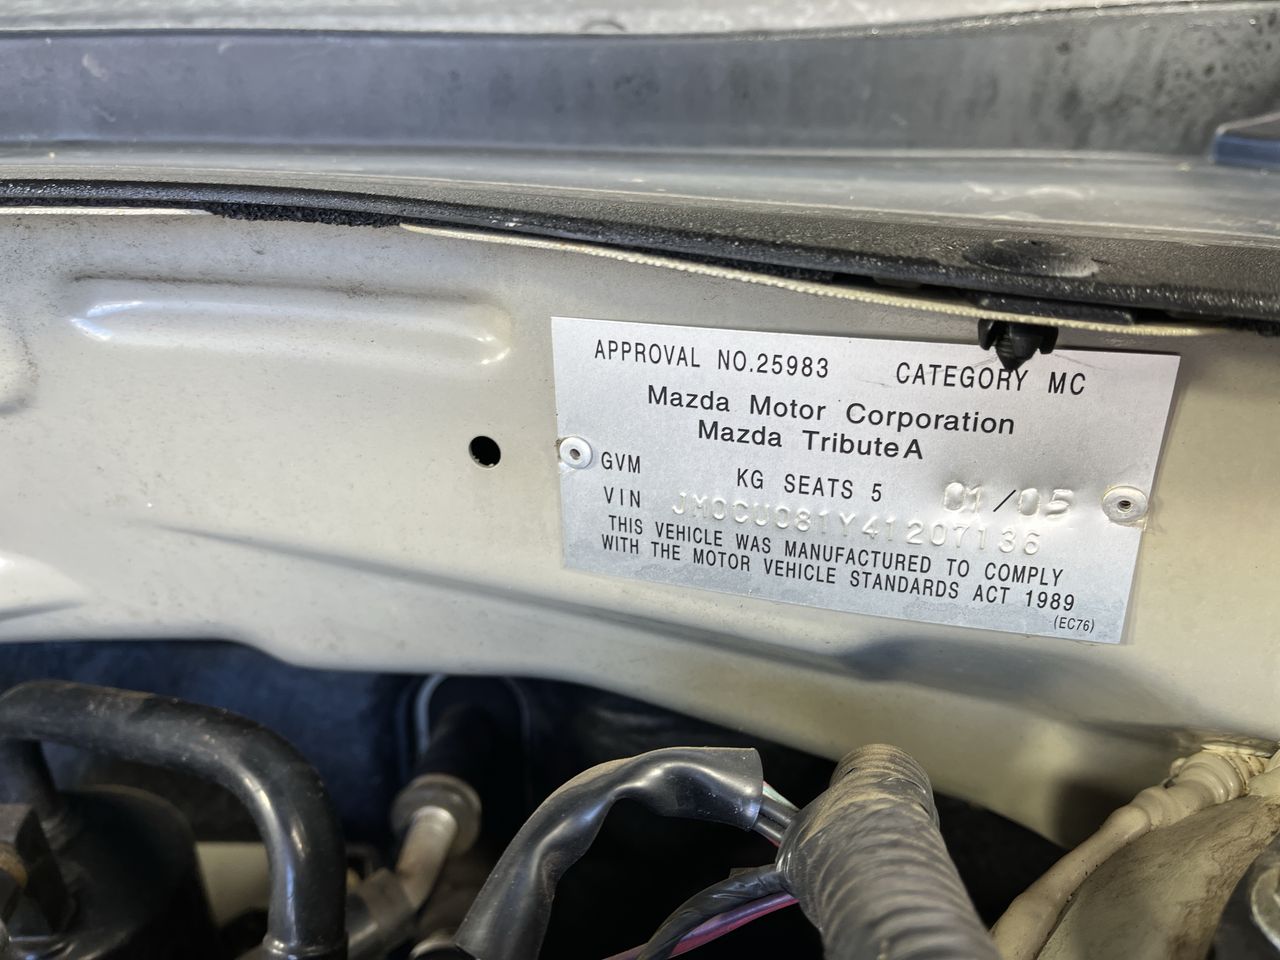 APPROVAL NO.25983 CATEGORY MC
Mazda Motor Corporation
Mazda Tribute A
GVM KG SEATS 5 01/05
VIN JM0CU081Y41207136
THIS VEHICLE WAS MANUFACTURED TO COMPLY
WITH THE MOTOR VEHICLE STANDARDS ACT 1989
(EC76)